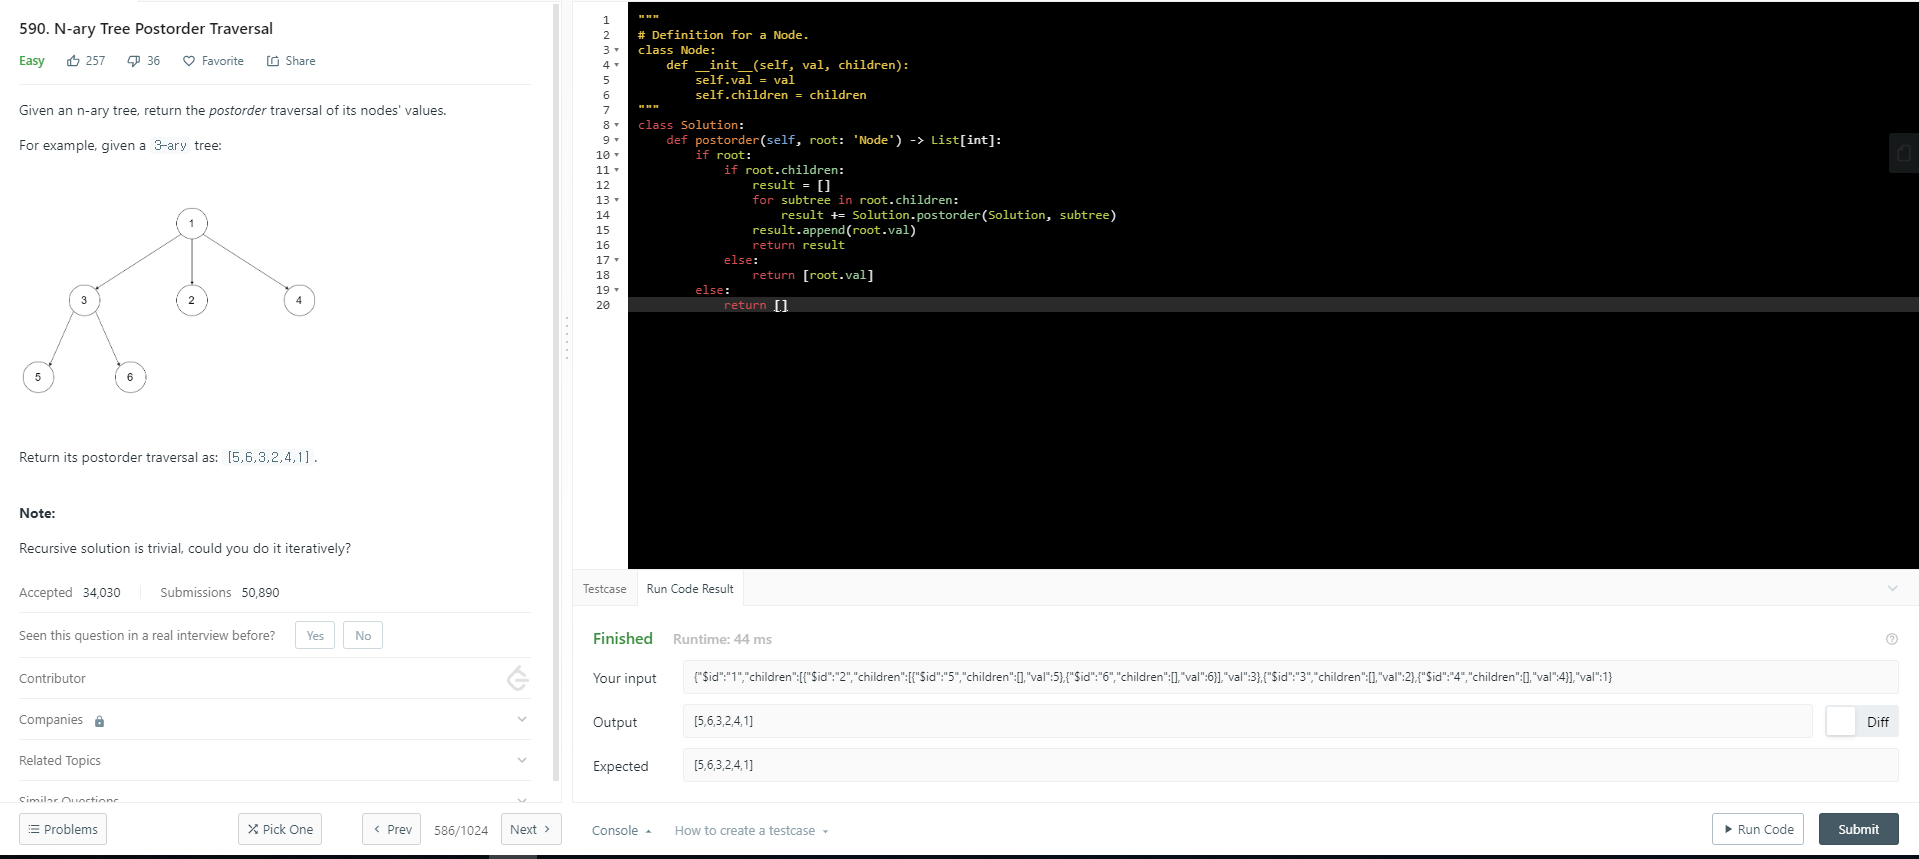 590. N-ary Tree Postorder Traversal
Easy 257 36 Favorite Share
Given an n-ary tree, return the postorder traversal of its nodes' values.
For example, given a 3-ary tree:
1
3 2 4
5 6
Return its postorder traversal as: [5,6,3,2,4,1] .
Note:
Recursive solution is trivial, could you do it iteratively?
Accepted 34,030 Submissions 50,890
Seen this question in a real interview before? Yes No
Contributor
Companies
Related Topics
Similar Questions
Problems Pick One Prev 586/1024 Next
1 """
2 # Definition for a Node.
3 class Node:
4     def __init__(self, val, children):
5         self.val = val
6         self.children = children
7 """
8 class Solution:
9     def postorder(self, root: 'Node') -> List[int]:
10         if root:
11             if root.children:
12                 result = []
13                 for subtree in root.children:
14                     result += Solution.postorder(Solution, subtree)
15                 result.append(root.val)
16                 return result
17             else:
18                 return [root.val]
19         else:
20             return []
Testcase Run Code Result
Finished Runtime: 44 ms
Your input {"$id":"1","children":[{"$id":"2","children":[{"$id":"5","children":[],"val":5},{"$id":"6","children":[],"val":6}],"val":3},{"$id":"3","children":[],"val":2},{"$id":"4","children":[],"val":4}],"val":1}
Output [5,6,3,2,4,1] Diff
Expected [5,6,3,2,4,1]
Console How to create a testcase Run Code Submit